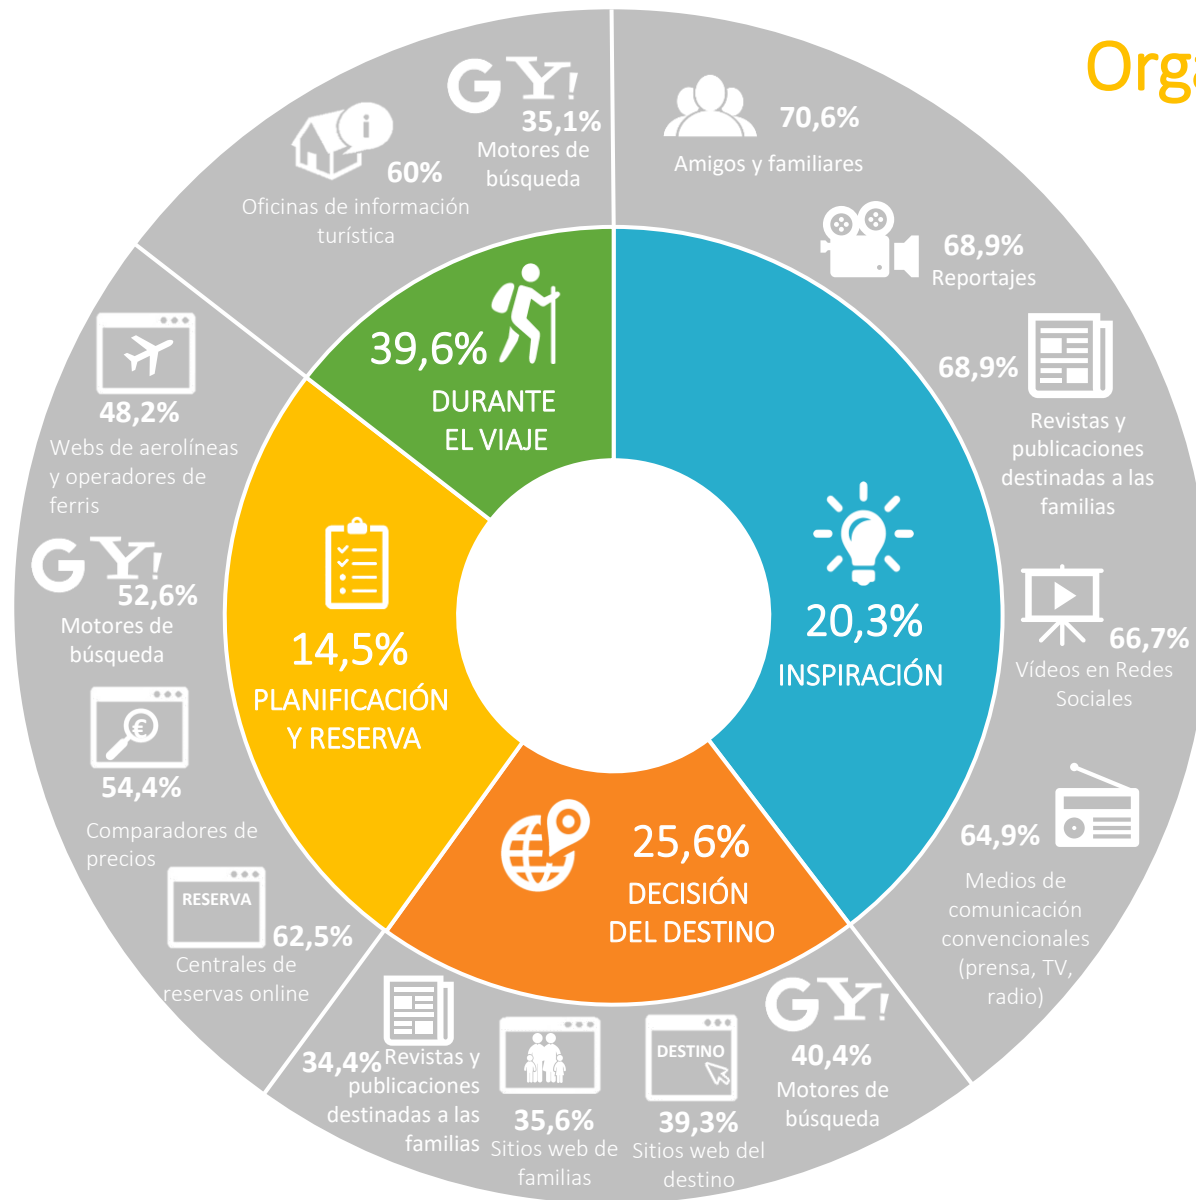 Orga
GY!
35,1%
Motores de
búsqueda
i
60%
Oficinas de información
turística
70,6%
Amigos y familiares
68,9%
Reportajes
68,9%
Revistas y
publicaciones
destinadas a las
familias
66,7%
Vídeos en Redes
Sociales
64,9%
Medios de
comunicación
convencionales
(prensa, TV,
radio)
39,6%
DURANTE
EL VIAJE
20,3%
INSPIRACIÓN
14,5%
PLANIFICACIÓN
Y RESERVA
25,6%
DECISIÓN
DEL DESTINO
48,2%
Webs de aerolíneas
y operadores de
ferris
GY!
52,6%
Motores de
búsqueda
€
54,4%
Comparadores de
precios
RESERVA
62,5%
Centrales de
reservas online
34,4%
Revistas y
publicaciones
destinadas a las
familias
35,6%
Sitios web de
familias
DESTINO
39,3%
Sitios web del
destino
GY!
40,4%
Motores de
búsqueda